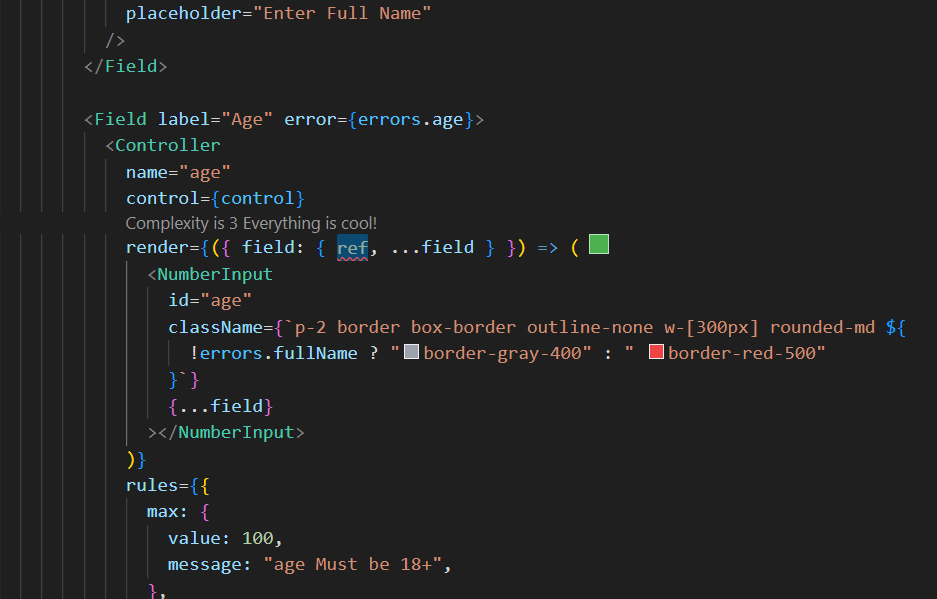 placeholder="Enter Full Name"
/>
</Field>
<Field label="Age" error={errors.age}>
<Controller
name="age"
control={control}
Complexity is 3 Everything is cool!
render={({ field: { ref, ...field } }) => (
<NumberInput
id="age"
className={`p-2 border box-border outline-none w-[300px] rounded-md ${
!errors.fullName ? "border-gray-400" : " border-red-500"
}`}
{...field}
></NumberInput>
)}
rules={{
max: {
value: 100,
message: "age Must be 18+",
},